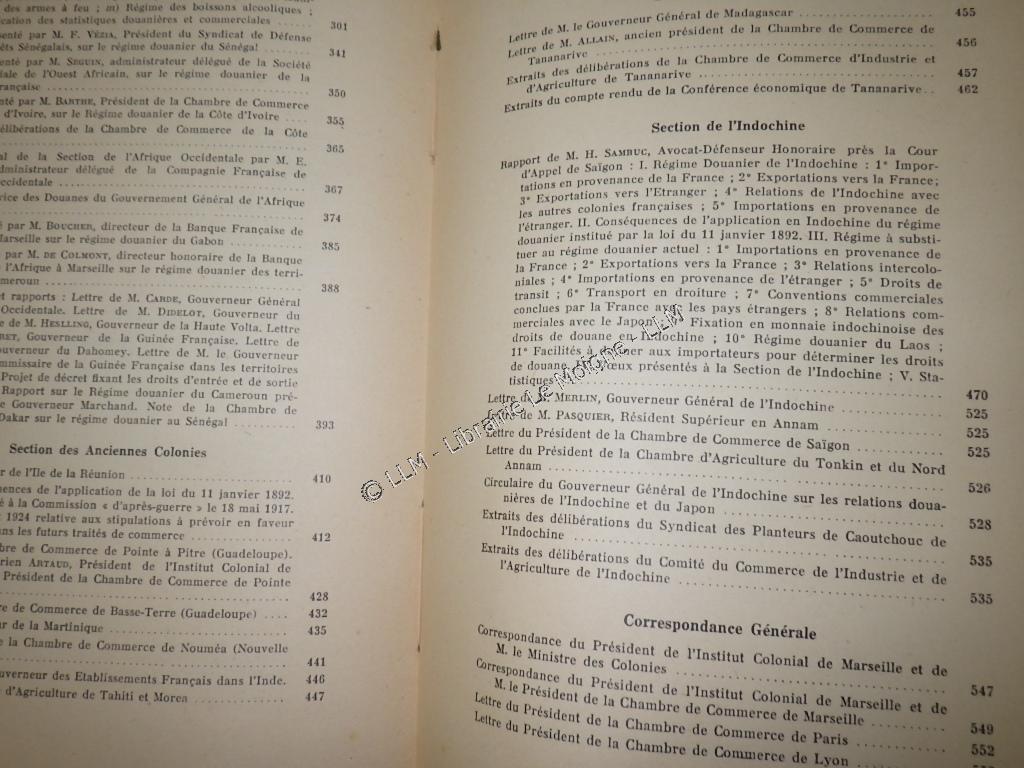 des armes à feu ; m) Régime des boissons alcooliques ;
cation des statistiques douanières et commerciales 301
senté par M. F. VÉZIA, Président du Syndicat de Défense
êts Sénégalais, sur le régime douanier du Sénégal 341
enté par M. SEGUIN, administrateur délégué de la Société
iale de l'Ouest Africain, sur le régime douanier de la
rançaise 350
nté par M. BARTHE, Président de la Chambre de Commerce
d'Ivoire, sur le Régime douanier de la Côte d'Ivoire 355
délibérations de la Chambre de Commerce de la Côte
365
al de la Section de l'Afrique Occidentale par M. E.
dministrateur délégué de la Compagnie Française de
ccidentale 367
rice des Douanes du Gouvernement Général de l'Afrique
374
é par M. BOUCHER, directeur de la Banque Française de
Marseille sur le régime douanier du Gabon 385
par M. DE COLMONT, directeur honoraire de la Banque
e l'Afrique à Marseille sur le régime douanier des terri-
ameroun 388
et rapports : Lettre de M. CARDE, Gouverneur Général
Occidentale. Lettre de M. DIDELOT, Gouverneur du
e de M. HESLLING, Gouverneur de la Haute Volta. Lettre
RET, Gouverneur de la Guinée Française. Lettre de
ouverneur du Dahomey. Lettre de M. le Gouverneur
mmissaire de la Guinée Française dans les territoires
Projet de décret fixant les droits d'entrée et de sortie
Rapport sur le Régime douanier du Cameroun pré-
e Gouverneur Marchand. Note de la Chambre de
Dakar sur le régime douanier au Sénégal 393
Section des Anciennes Colonies
r de l'Ile de la Réunion 410
uences de l'application de la loi du 11 janvier 1892.
é à la Commission « d'après-guerre » le 18 mai 1917.
t 1924 relative aux stipulations à prévoir en faveur
ans les futurs traités de commerce 412
bre de Commerce de Pointe à Pitre (Guadeloupe).
rien ARTAUD, Président de l'Institut Colonial de
Président de la Chambre de Commerce de Pointe
428
re de Commerce de Basse-Terre (Guadeloupe) 432
ur de la Martinique 435
e la Chambre de Commerce de Nouméa (Nouvelle
441
ouverneur des Etablissements Français dans l'Inde. 446
e d'Agriculture de Tahiti et Morea 447
Lettre de M. le Gouverneur Général de Madagascar 455
Lettre de M. ALLAIN, ancien président de la Chambre de Commerce de
Tananarive 456
Extraits des délibérations de la Chambre de Commerce d'Industrie et
d'Agriculture de Tananarive 457
Extraits du compte rendu de la Conférence économique de Tananarive.. 462
Section de l'Indochine
Rapport de M. H. SAMBUC, Avocat-Défenseur Honoraire près la Cour
d'Appel de Saïgon : I. Régime Douanier de l'Indochine : 1° Impor-
tations en provenance de la France ; 2° Exportations vers la France;
3° Exportations vers l'Etranger ; 4° Relations de l'Indochine avec
les autres colonies françaises ; 5° Importations en provenance de
l'étranger. II. Conséquences de l'application en Indochine du régime
douanier institué par la loi du 11 janvier 1892. III. Régime à substi-
tuer au régime douanier actuel : 1° Importations en provenance de
la France ; 2° Exportations vers la France ; 3° Relations intercolo-
niales ; 4° Importations en provenance de l'étranger ; 5° Droits de
transit ; 6° Transport en droiture ; 7° Conventions commerciales
conclues par la France avec les pays étrangers ; 8° Relations com-
merciales avec le Japon ; Fixation en monnaie indochinoise des
droits de douane en Indochine ; 10° Régime douanier du Laos ;
11° Facilités à donner aux importateurs pour déterminer les droits
de douane. vœux présentés à la Section de l'Indochine ; V. Sta-
tistiques 470
Lettre de M. MERLIN, Gouverneur Général de l'Indochine 525
de M. PASQUIER, Résident Supérieur en Annam 525
Lettre du Président de la Chambre de Commerce de Saïgon 525
Lettre du Président de la Chambre d'Agriculture du Tonkin et du Nord
Annam 526
Circulaire du Gouverneur Général de l'Indochine sur les relations doua-
nières de l'Indochine et du Japon 528
Extraits des délibérations du Syndicat des Planteurs de Caoutchouc de
l'Indochine 535
Extraits des délibérations du Comité du Commerce de l'Industrie et de
l'Agriculture de l'Indochine 535
Correspondance Générale
Correspondance du Président de l'Institut Colonial de Marseille et de
M. le Ministre des Colonies 547
Correspondance du Président de l'Institut Colonial de Marseille et de
M. le Président de la Chambre de Commerce de Marseille 549
Lettre du Président de la Chambre de Commerce de Paris 552
Lettre du Président de la Chambre de Commerce de Lyon
© LLM - Librairie Le Moigne - LLM